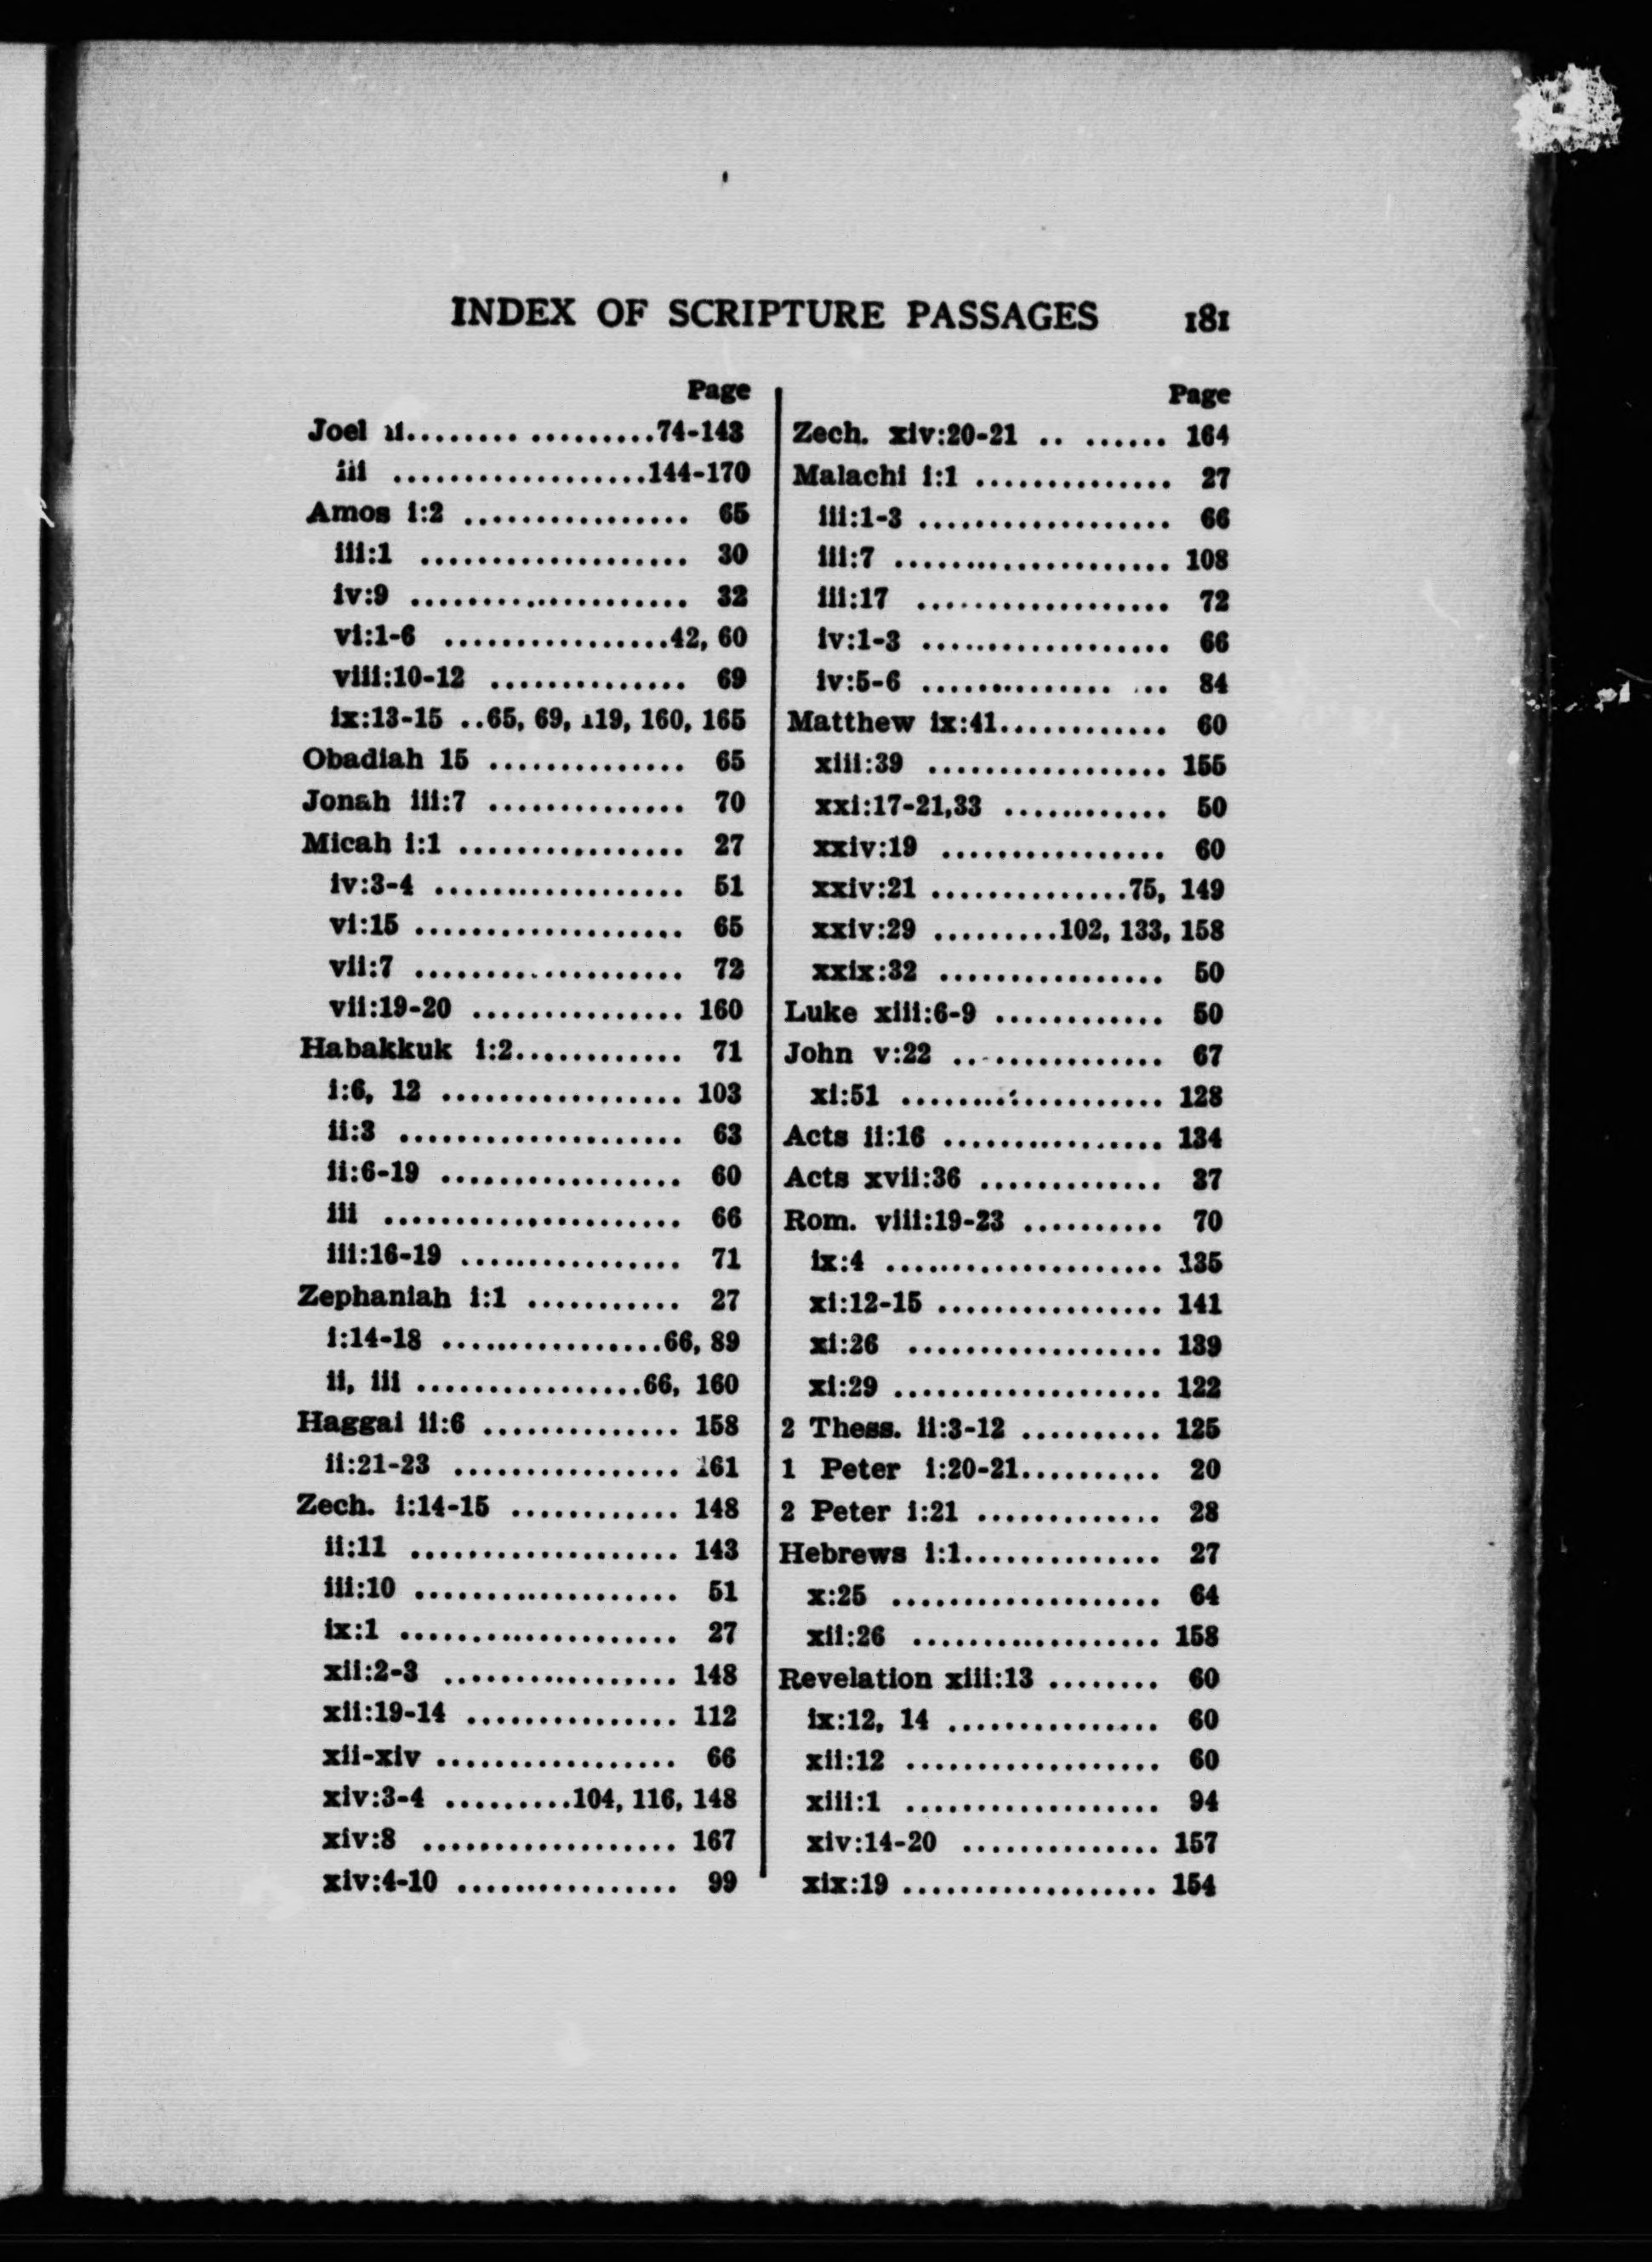 INDEX OF SCRIPTURE PASSAGES 181
Page
Joel ii.................74-143
iii ..................144-170
Amos i:2 ................ 65
iii:1 ................... 30
iv:9 .................... 32
vi:1-6 ................42, 60
viii:10-12 .............. 69
ix:13-15 ..65, 69, 119, 160, 165
Obadiah 15 .............. 65
Jonah iii:7 .............. 70
Micah i:1 ................ 27
iv:3-4 .................. 51
vi:15 ................... 65
vii:7 ................... 72
vii:19-20 ............... 160
Habakkuk i:2............ 71
i:6, 12 ................. 103
ii:3 .................... 63
ii:6-19 ................. 60
iii ..................... 66
iii:16-19 ................ 71
Zephaniah i:1 ........... 27
i:14-18 ................66, 89
ii, iii ................66, 160
Haggai ii:6 .............. 158
ii:21-23 ................ 161
Zech. i:14-15 ............ 148
ii:11 ................... 143
iii:10 ................... 51
ix:1 .................... 27
xii:2-3 ................. 148
xii:19-14 ............... 112
xii-xiv ................. 66
xiv:3-4 .........104, 116, 148
xiv:8 .................. 167
xiv:4-10 ................ 99
Page
Zech. xiv:20-21 .. ...... 164
Malachi i:1 .............. 27
iii:1-3 .................. 66
iii:7 .................... 108
iii:17 .................. 72
iv:1-3 .................. 66
iv:5-6 .............. ... 84
Matthew ix:41............ 60
xiii:39 ................. 155
xxi:17-21,33 ............ 50
xxiv:19 ................ 60
xxiv:21 ..............75, 149
xxiv:29 .........102, 133, 158
xxix:32 ................ 50
Luke xiii:6-9 ............ 50
John v:22 ............... 67
xi:51 ................... 128
Acts ii:16 ................ 134
Acts xvii:36 ............. 37
Rom. viii:19-23 .......... 70
ix:4 .................... 135
xi:12-15 ................ 141
xi:26 .................. 139
xi:29 ................... 122
2 Thess. ii:3-12 .......... 125
1 Peter i:20-21.......... 20
2 Peter i:21 ............. 28
Hebrews i:1.............. 27
x:25 ................... 64
xii:26 .................. 158
Revelation xiii:13 ........ 60
ix:12, 14 ............... 60
xii:12 .................. 60
xiii:1 .................. 94
xiv:14-20 .............. 157
xix:19 .................. 154